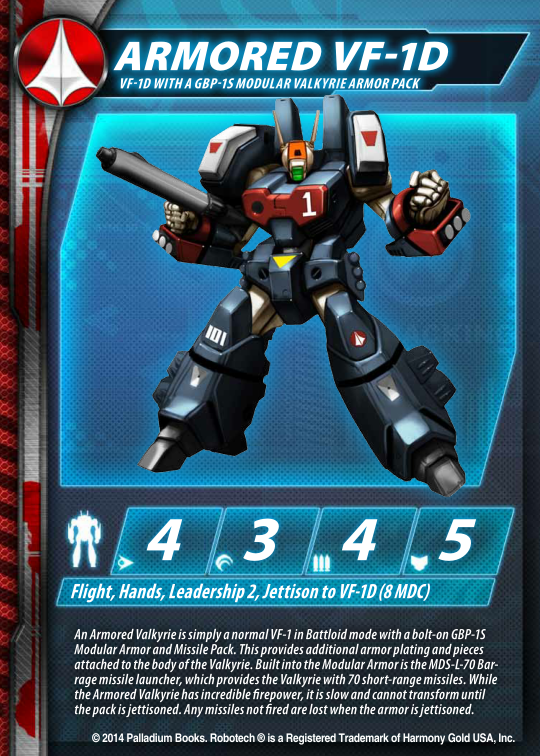 ARMORED VF-1D
VF-1D WITH A GBP-1S MODULAR VALKYRIE ARMOR PACK
1
101
4 3 4 5
Flight, Hands, Leadership 2, Jettison to VF-1D (8 MDC)
An Armored Valkyrie is simply a normal VF-1 in Battloid mode with a bolt-on GBP-1S
Modular Armor and Missile Pack. This provides additional armor plating and pieces
attached to the body of the Valkyrie. Built into the Modular Armor is the MDS-L-70 Bar-
rage missile launcher, which provides the Valkyrie with 70 short-range missiles. While
the Armored Valkyrie has incredible firepower, it is slow and cannot transform until
the pack is jettisoned. Any missiles not fired are lost when the armor is jettisoned.
© 2014 Palladium Books. Robotech ® is a Registered Trademark of Harmony Gold USA, Inc.